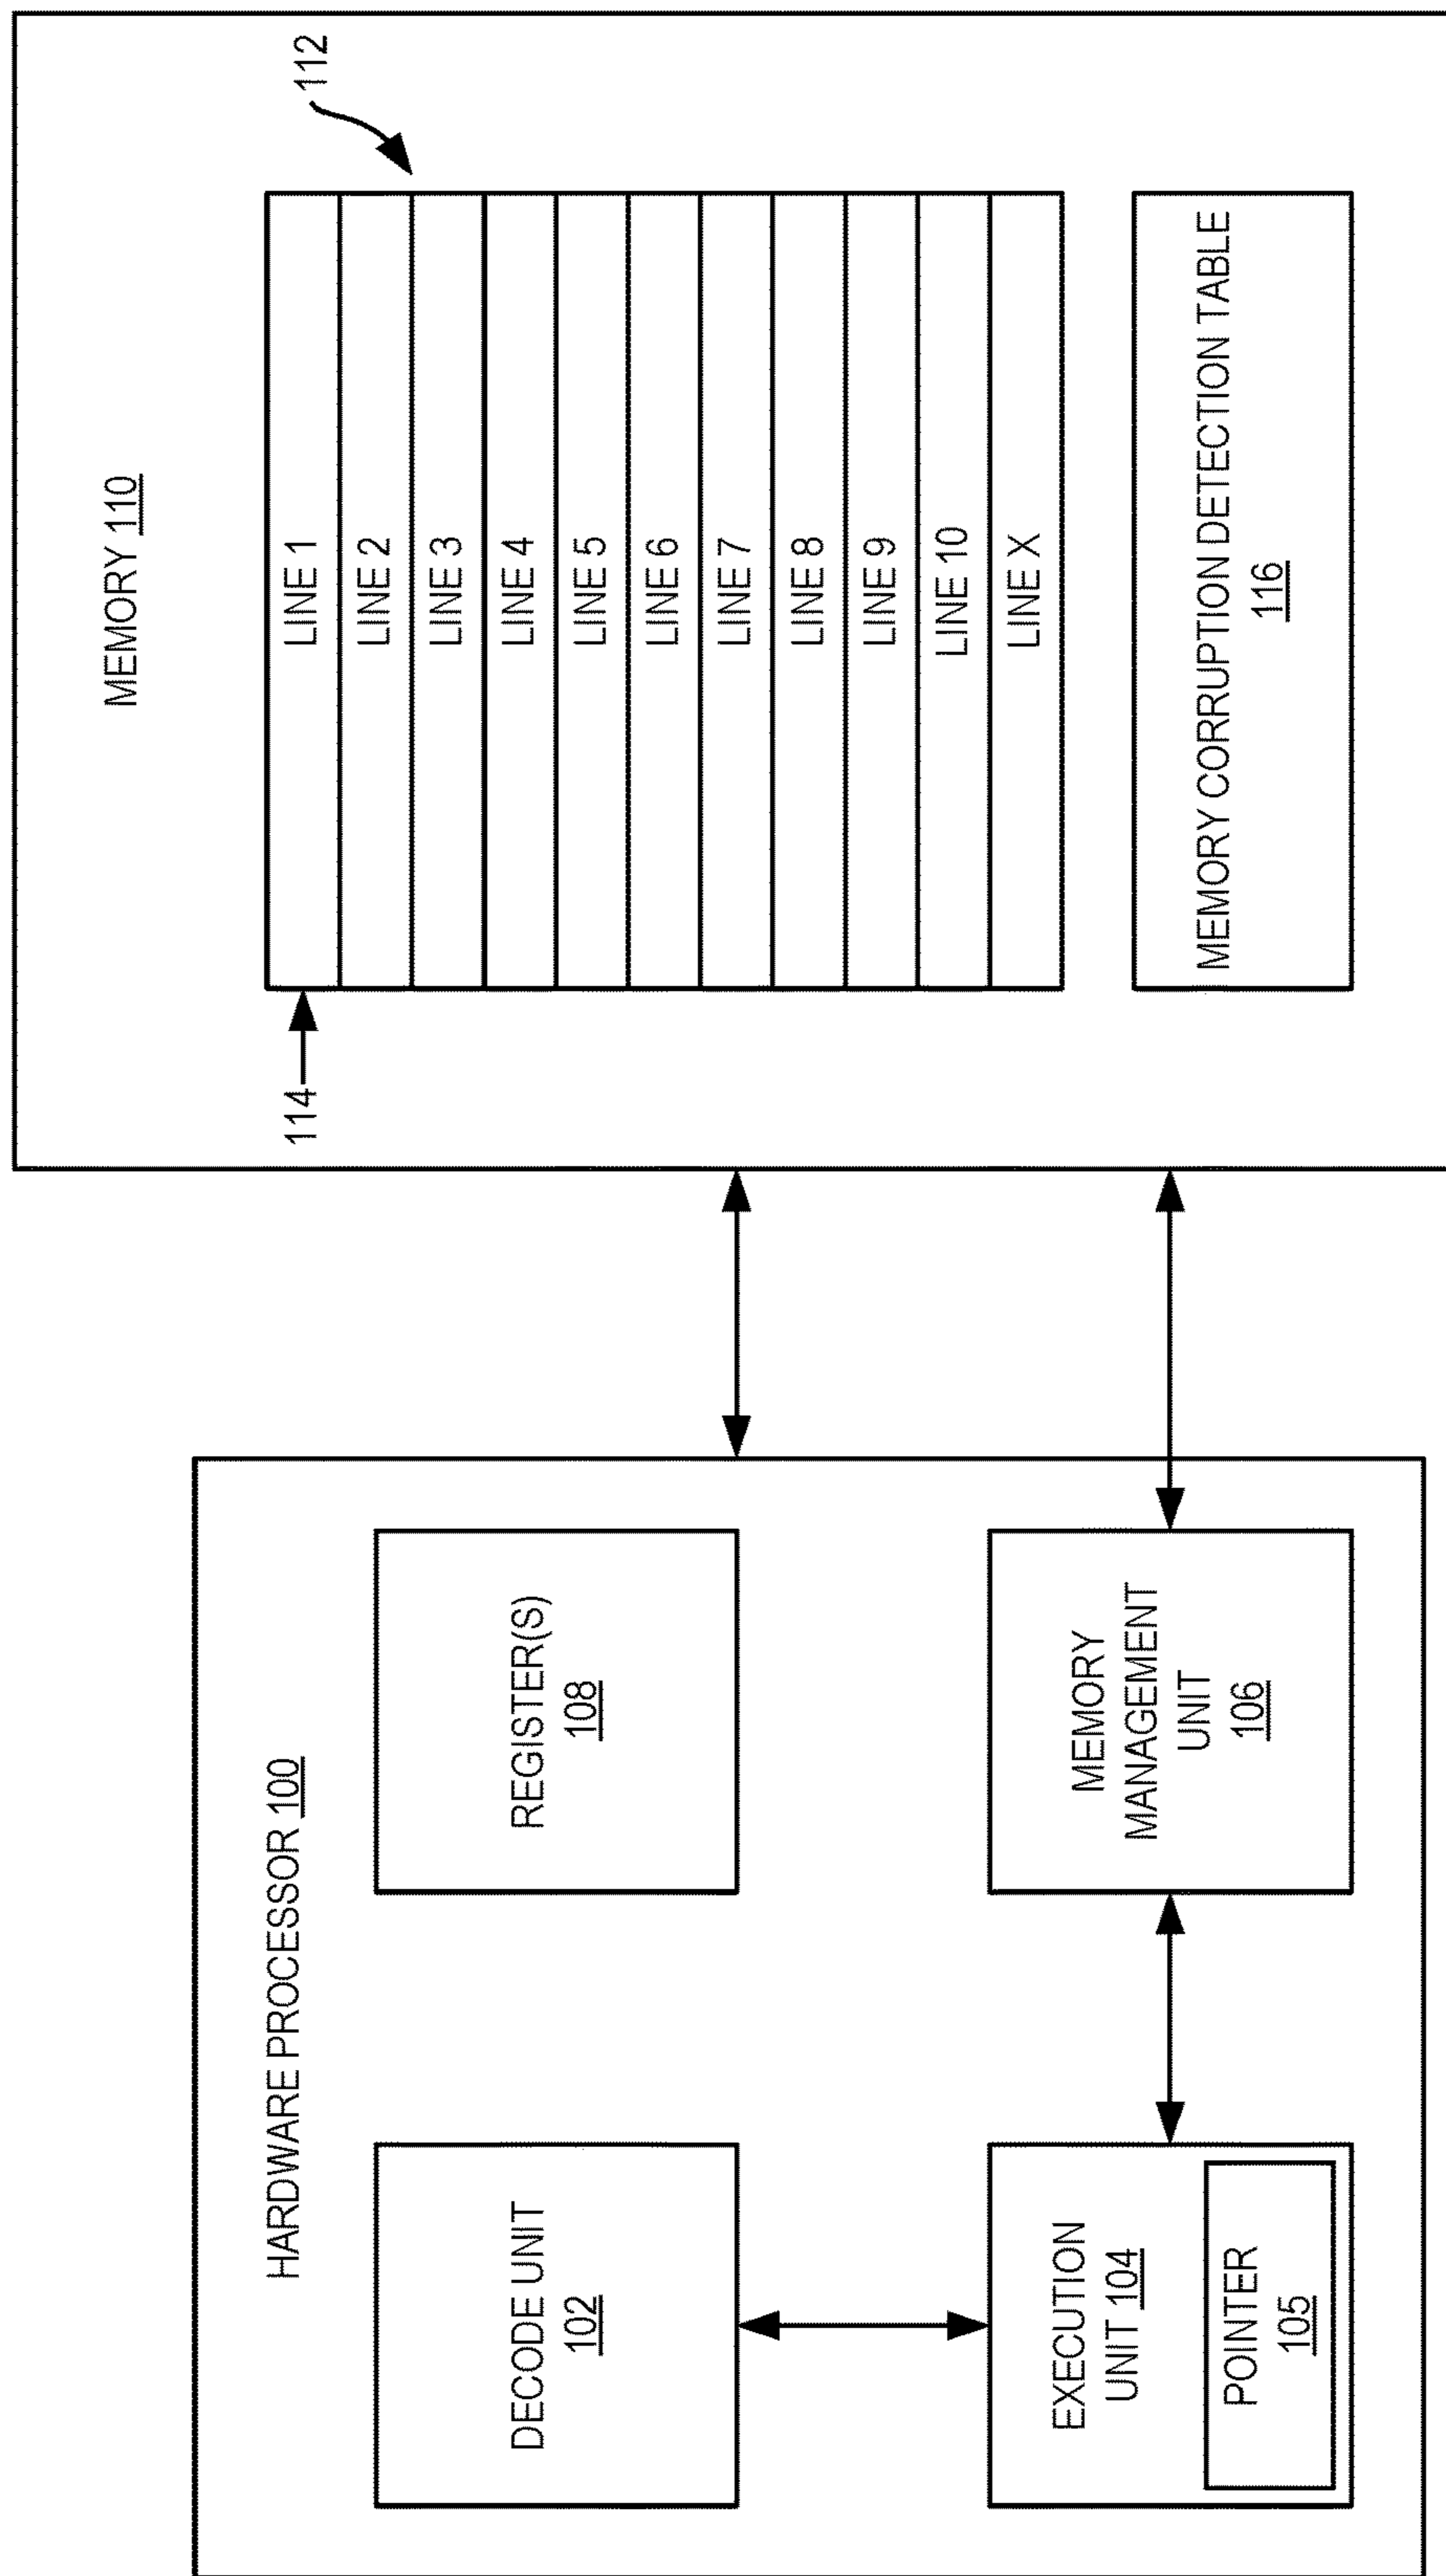 HARDWARE PROCESSOR 100
DECODE UNIT
102
REGISTER(S)
108
EXECUTION
UNIT 104
POINTER
105
MEMORY
MANAGEMENT
UNIT
106
MEMORY 110
112
114
LINE 1
LINE 2
LINE 3
LINE 4
LINE 5
LINE 6
LINE 7
LINE 8
LINE 9
LINE 10
LINE X
MEMORY CORRUPTION DETECTION TABLE
116